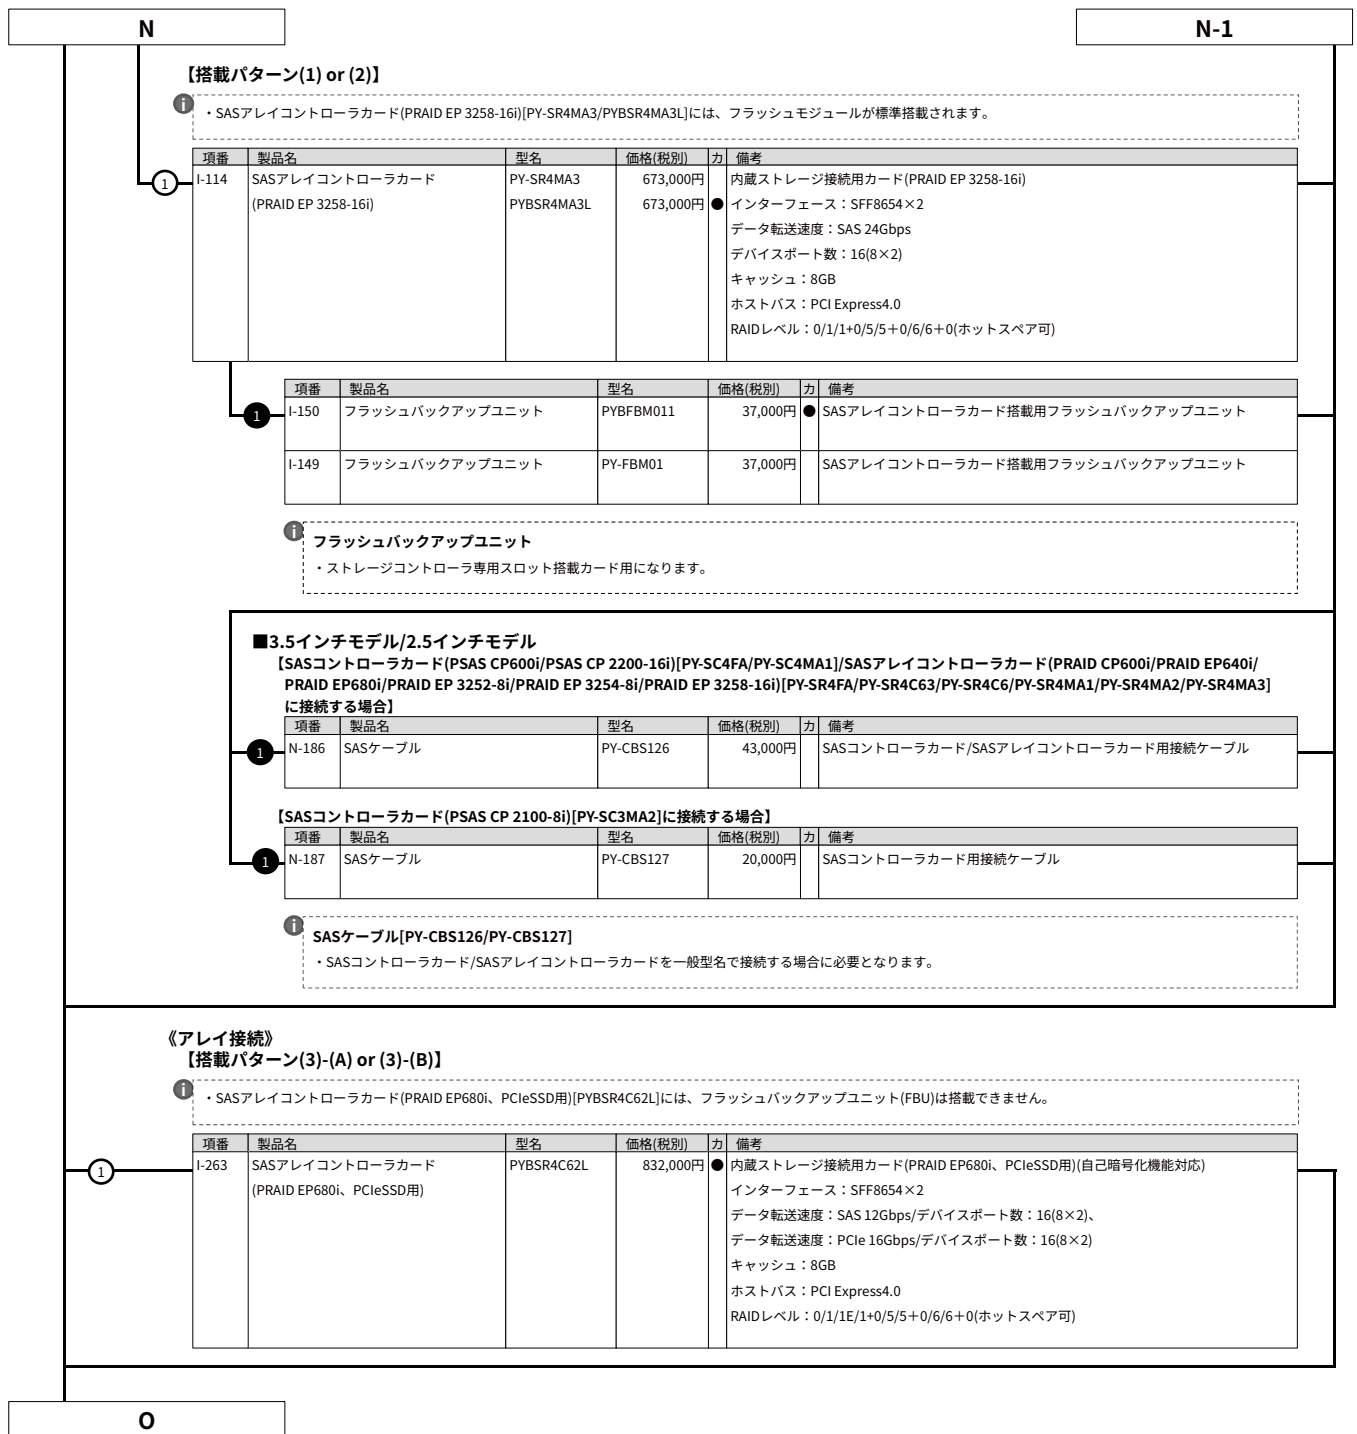 N
N-1
【搭載パターン(1) or (2)】
・SASアレイコントローラカード(PRAID EP 3258-16i)[PY-SR4MA3/PYBSR4MA3L]には、フラッシュモジュールが標準搭載されます。
項番 製品名 型名 価格(税別) カ 備考
1 I-114 SASアレイコントローラカード PY-SR4MA3 673,000円 内蔵ストレージ接続用カード(PRAID EP 3258-16i)
(PRAID EP 3258-16i) PYBSR4MA3L 673,000円 ● インターフェース：SFF8654×2
データ転送速度：SAS 24Gbps
デバイスポート数：16(8×2)
キャッシュ：8GB
ホストバス：PCI Express4.0
RAIDレベル：0/1/1+0/5/5＋0/6/6＋0(ホットスペア可)
項番 製品名 型名 価格(税別) カ 備考
1 I-150 フラッシュバックアップユニット PYBFBM011 37,000円 ● SASアレイコントローラカード搭載用フラッシュバックアップユニット
I-149 フラッシュバックアップユニット PY-FBM01 37,000円 SASアレイコントローラカード搭載用フラッシュバックアップユニット
フラッシュバックアップユニット
・ストレージコントローラ専用スロット搭載カード用になります。
■3.5インチモデル/2.5インチモデル
【SASコントローラカード(PSAS CP600i/PSAS CP 2200-16i)[PY-SC4FA/PY-SC4MA1]/SASアレイコントローラカード(PRAID CP600i/PRAID EP640i/
PRAID EP680i/PRAID EP 3252-8i/PRAID EP 3254-8i/PRAID EP 3258-16i)[PY-SR4FA/PY-SR4C63/PY-SR4C6/PY-SR4MA1/PY-SR4MA2/PY-SR4MA3]
に接続する場合】
項番 製品名 型名 価格(税別) カ 備考
1 N-186 SASケーブル PY-CBS126 43,000円 SASコントローラカード/SASアレイコントローラカード用接続ケーブル
【SASコントローラカード(PSAS CP 2100-8i)[PY-SC3MA2]に接続する場合】
項番 製品名 型名 価格(税別) カ 備考
1 N-187 SASケーブル PY-CBS127 20,000円 SASコントローラカード用接続ケーブル
SASケーブル[PY-CBS126/PY-CBS127]
・SASコントローラカード/SASアレイコントローラカードを一般型名で接続する場合に必要となります。
《アレイ接続》
【搭載パターン(3)-(A) or (3)-(B)】
・SASアレイコントローラカード(PRAID EP680i、PCIeSSD用)[PYBSR4C62L]には、フラッシュバックアップユニット(FBU)は搭載できません。
項番 製品名 型名 価格(税別) カ 備考
1 I-263 SASアレイコントローラカード PYBSR4C62L 832,000円 ● 内蔵ストレージ接続用カード(PRAID EP680i、PCIeSSD用)(自己暗号化機能対応)
(PRAID EP680i、PCIeSSD用) インターフェース：SFF8654×2
データ転送速度：SAS 12Gbps/デバイスポート数：16(8×2)、
データ転送速度：PCIe 16Gbps/デバイスポート数：16(8×2)
キャッシュ：8GB
ホストバス：PCI Express4.0
RAIDレベル：0/1/1E/1+0/5/5＋0/6/6＋0(ホットスペア可)
O